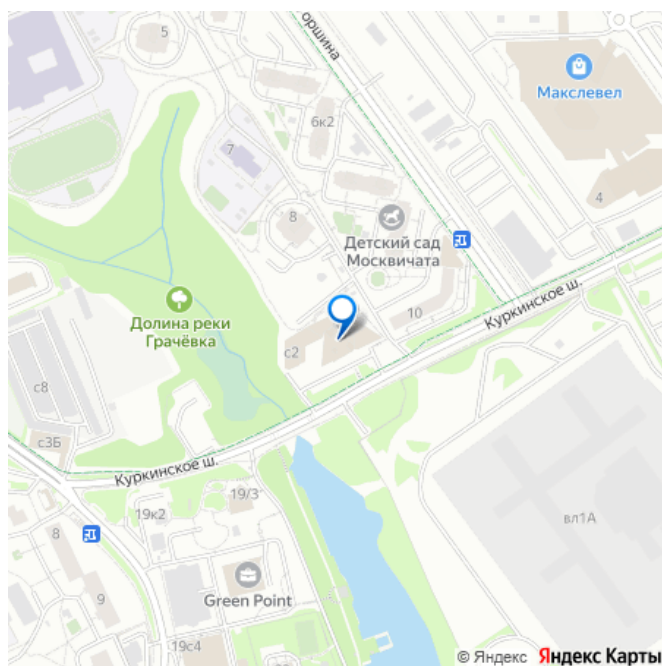 5
оршина
Макслевел
6к2
7
4
8
Детский сад
Москвичата
Куркинское ш.
10
Долина реки
Грачёвка
с2
с8
с3Б
Куркинское ш.
19/3
19к2
вл1А
8
Green Point
9
19с4
© Яндекс Яндекс Карты